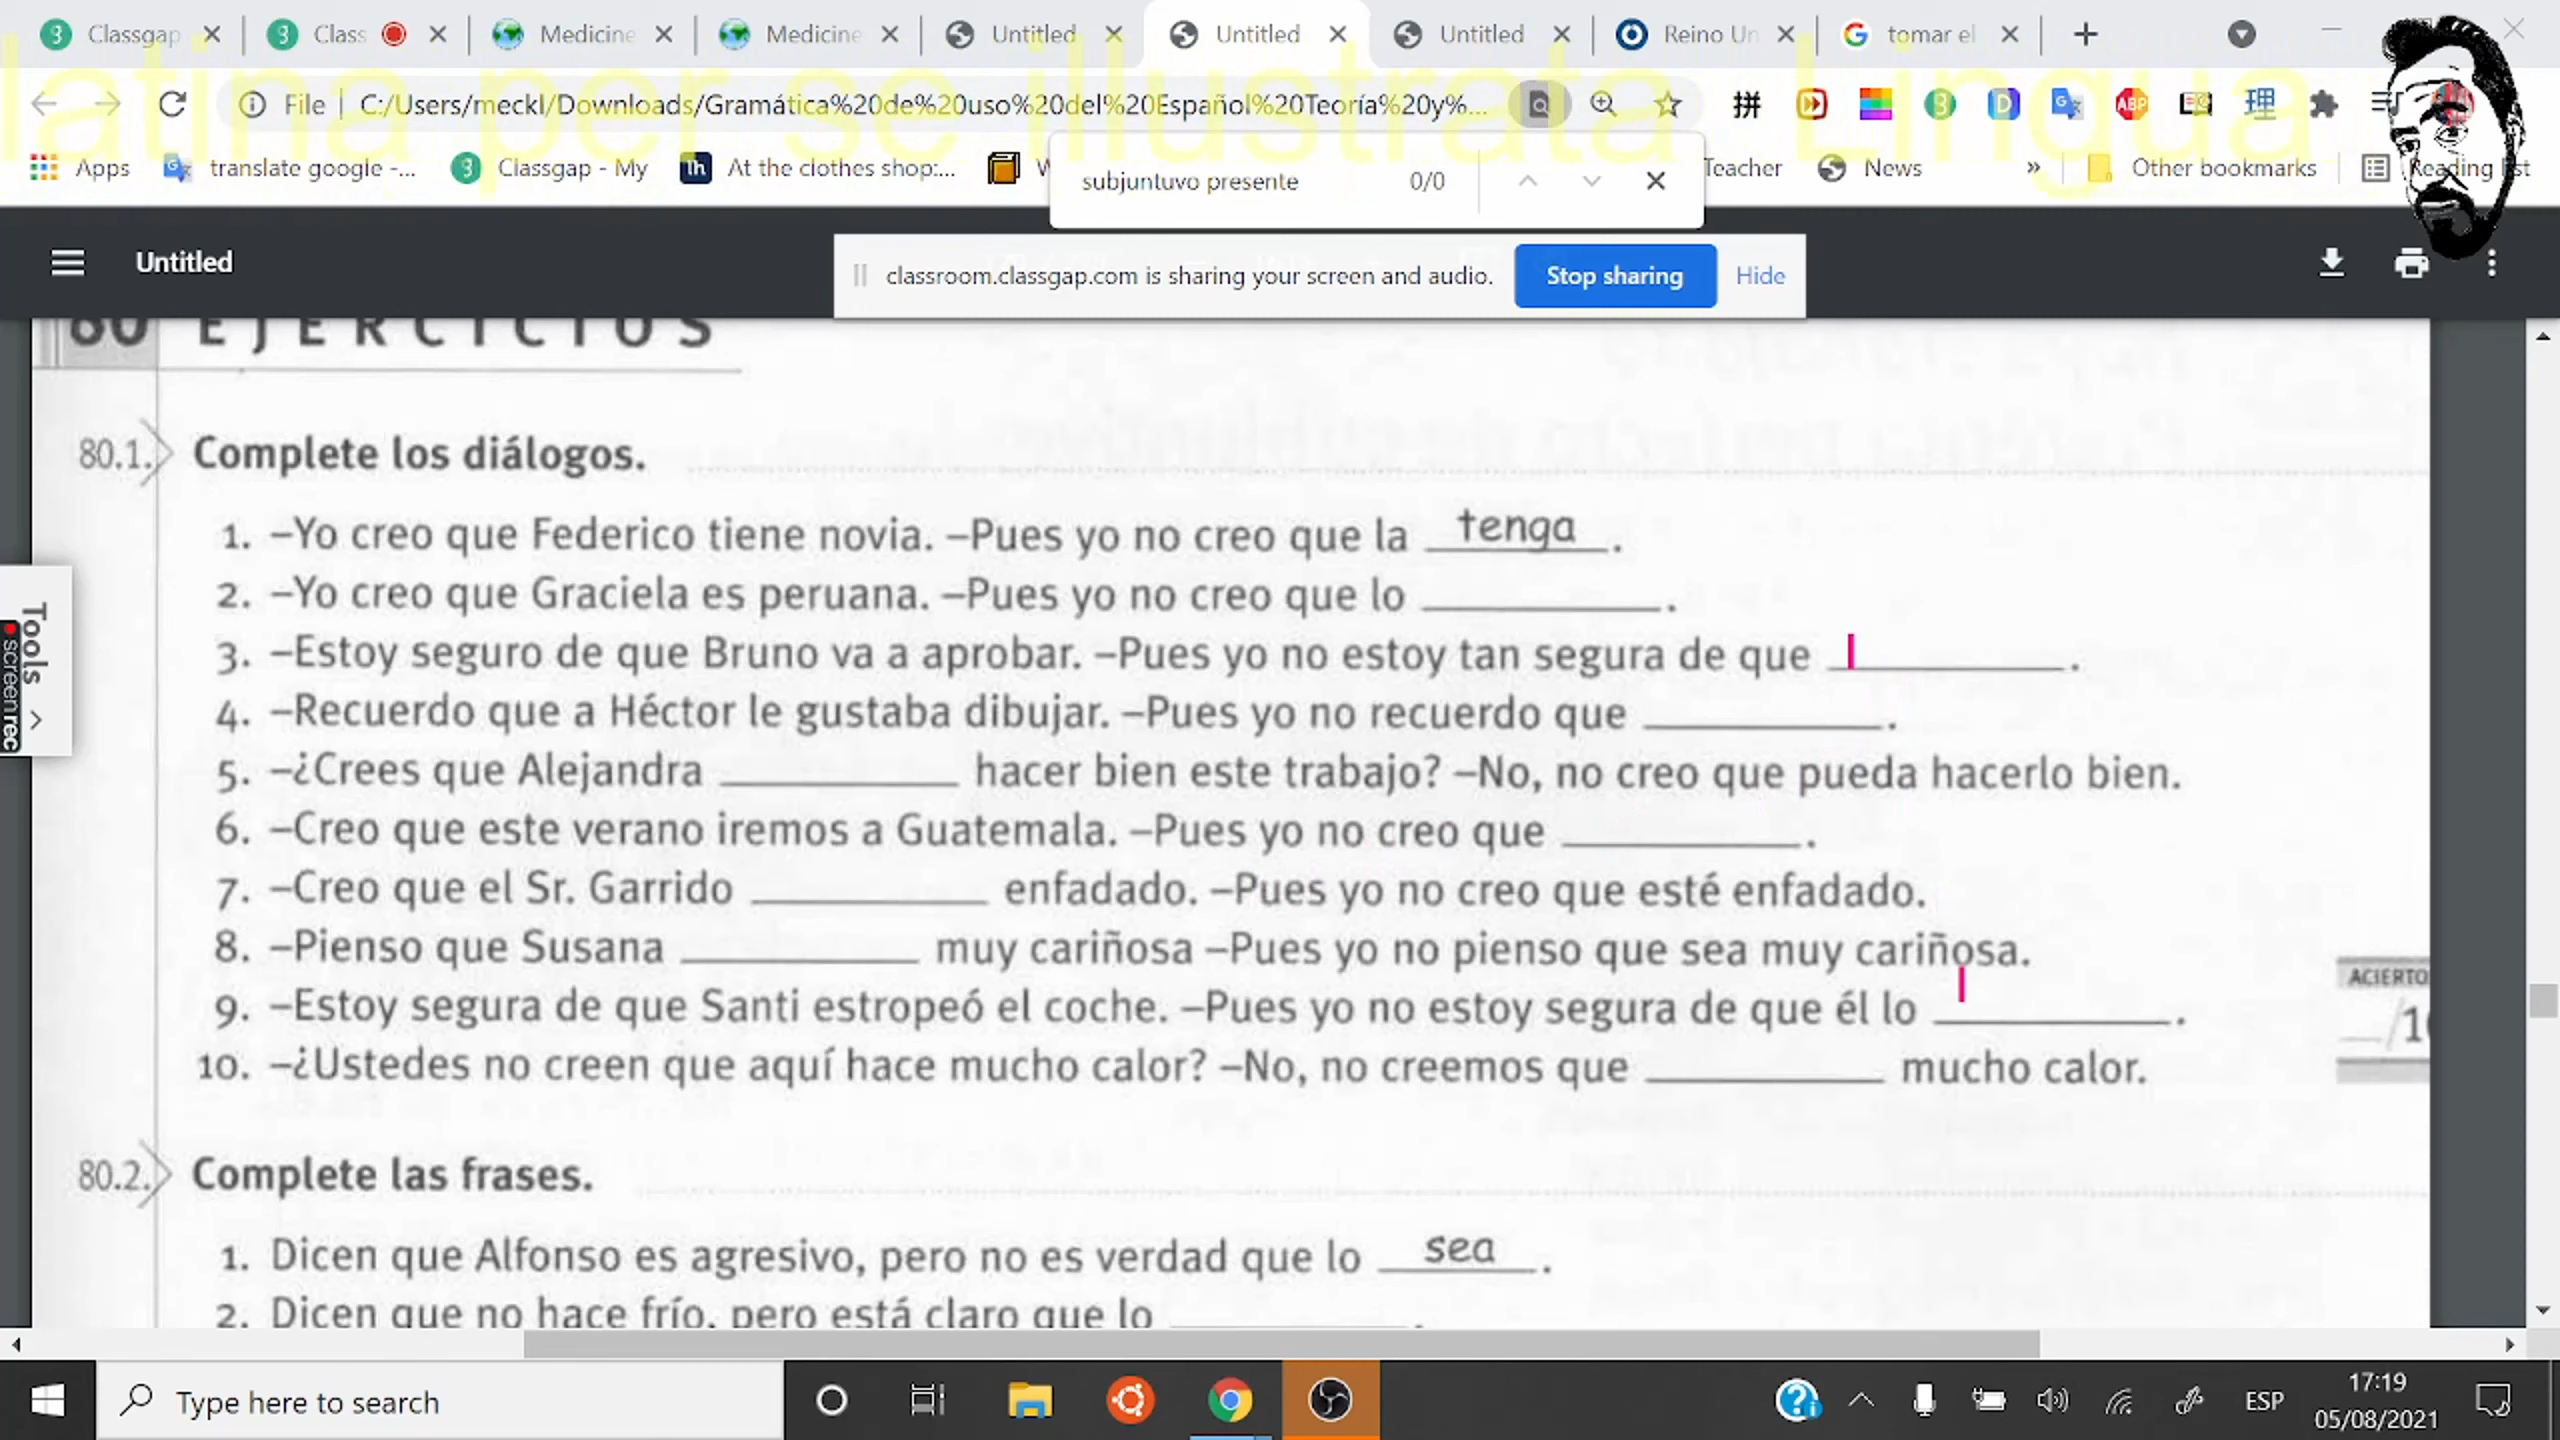 Classgap
Class
Medicine
Medicine
Untitled
Untitled
Untitled
Reino Un
tomar el
latina per se illustrata Lingua
File
C:/Users/meckl/Downloads/Gramática%20de%20uso%20del%20Español%20Teoría%20y%...
Apps
translate google -...
Classgap - My
At the clothes shop:...
Teacher
News
»
Other bookmarks
Reading list
subjuntuvo presente 0/0
Untitled
classroom.classgap.com is sharing your screen and audio.
Stop sharing
Hide
80 EJERCICIOS
80.1. Complete los diálogos.
1. –Yo creo que Federico tiene novia. –Pues yo no creo que la tenga.
2. –Yo creo que Graciela es peruana. –Pues yo no creo que lo ________.
3. –Estoy seguro de que Bruno va a aprobar. –Pues yo no estoy tan segura de que ________.
4. –Recuerdo que a Héctor le gustaba dibujar. –Pues yo no recuerdo que ________.
5. –¿Crees que Alejandra ________ hacer bien este trabajo? –No, no creo que pueda hacerlo bien.
6. –Creo que este verano iremos a Guatemala. –Pues yo no creo que ________.
7. –Creo que el Sr. Garrido ________ enfadado. –Pues yo no creo que esté enfadado.
8. –Pienso que Susana ________ muy cariñosa –Pues yo no pienso que sea muy cariñosa.
9. –Estoy segura de que Santi estropeó el coche. –Pues yo no estoy segura de que él lo ________.
10. –¿Ustedes no creen que aquí hace mucho calor? –No, no creemos que ________ mucho calor.
ACIERTO
__/10
80.2. Complete las frases.
1. Dicen que Alfonso es agresivo, pero no es verdad que lo sea.
2. Dicen que no hace frío, pero está claro que lo ________.
Tools
screenrec
Type here to search
ESP
17:19
05/08/2021